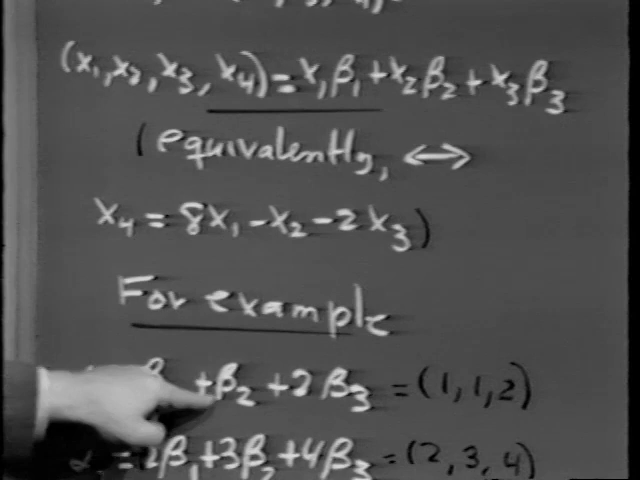 (x₁,x₂,x₃,x₄)=x₁β₁+x₂β₂+x₃β₃
(equivalently, ↔
x₄=8x₁-x₂-2x₃)
For example
+β₂+2β₃=(1,1,2)
=2β₁+3β₂+4β₃=(2,3,4)